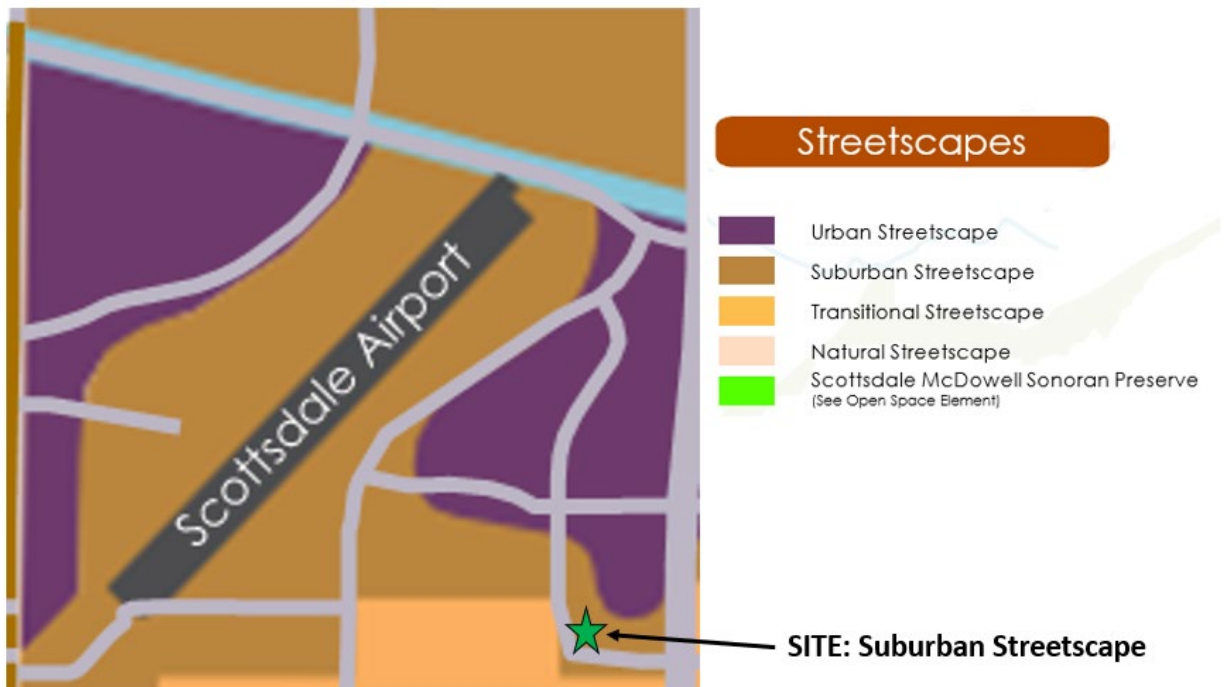 Scottsdale Airport
Streetscapes
Urban Streetscape
Suburban Streetscape
Transitional Streetscape
Natural Streetscape
Scottsdale McDowell Sonoran Preserve
(See Open Space Element)
SITE: Suburban Streetscape